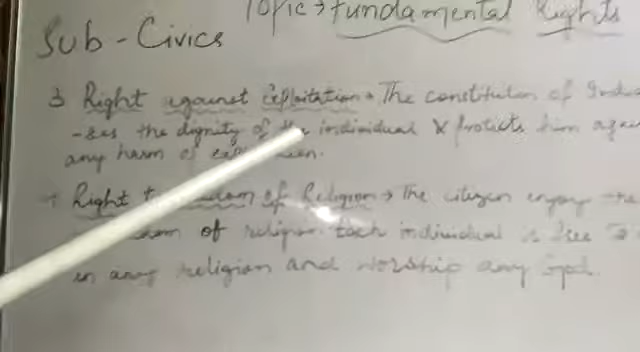 Topic → Fundamental Rights
Sub - Civics
3 Right against Exploitation → The constitution of
the dignity of individual & protects him
any harm of
Right of Religion → The citizen enjoy the
of religion. Each individual is free to
in any religion and worship any God.